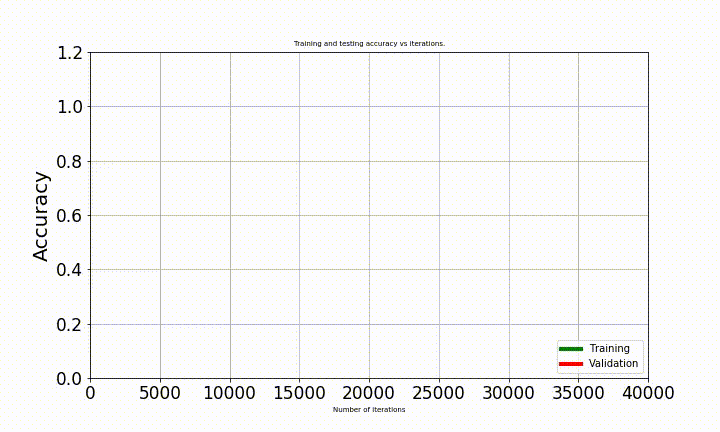 Training and testing accuracy vs iterations.
1.2
1.0
0.8
0.6
0.4
0.2
0.0
Accuracy
Training
Validation
0 5000 10000 15000 20000 25000 30000 35000 40000
Number of iterations